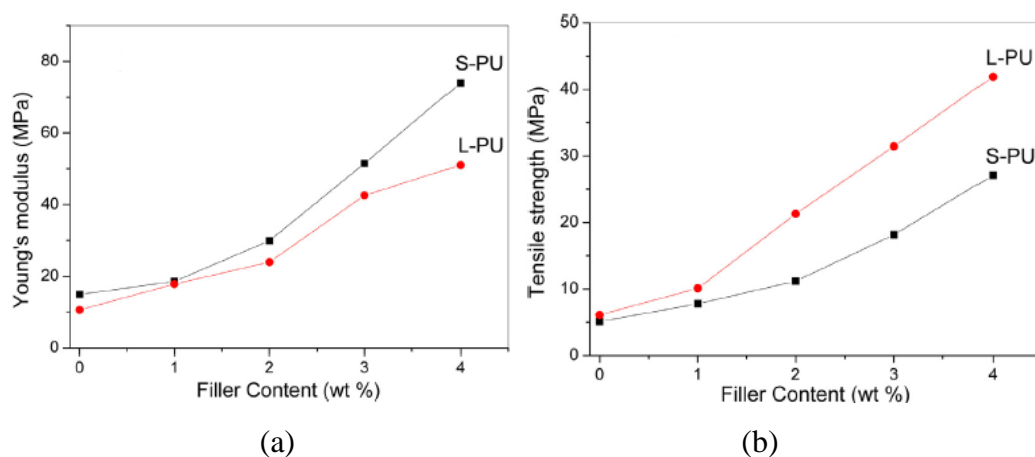 Young's modulus (MPa)
80
60
40
20
0
S-PU
L-PU
0 1 2 3 4
Filler Content (wt %)
(a)
Tensile strength (MPa)
50
40
30
20
10
0
L-PU
S-PU
0 1 2 3 4
Filler Content (wt %)
(b)